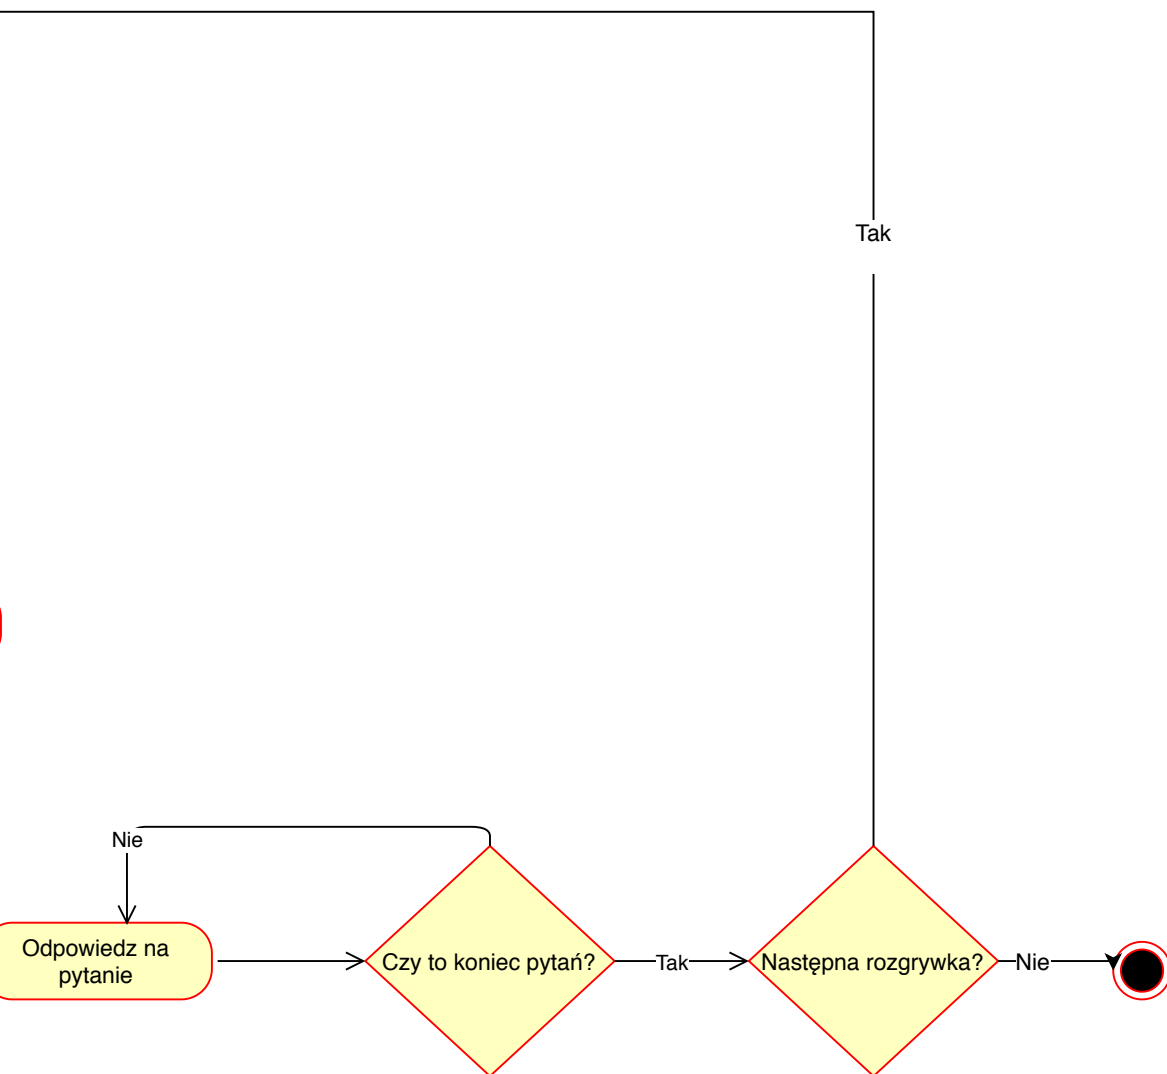 Tak
Nie
Odpowiedz na
pytanie
Czy to koniec pytań?
Tak
Następna rozgrywka?
Nie